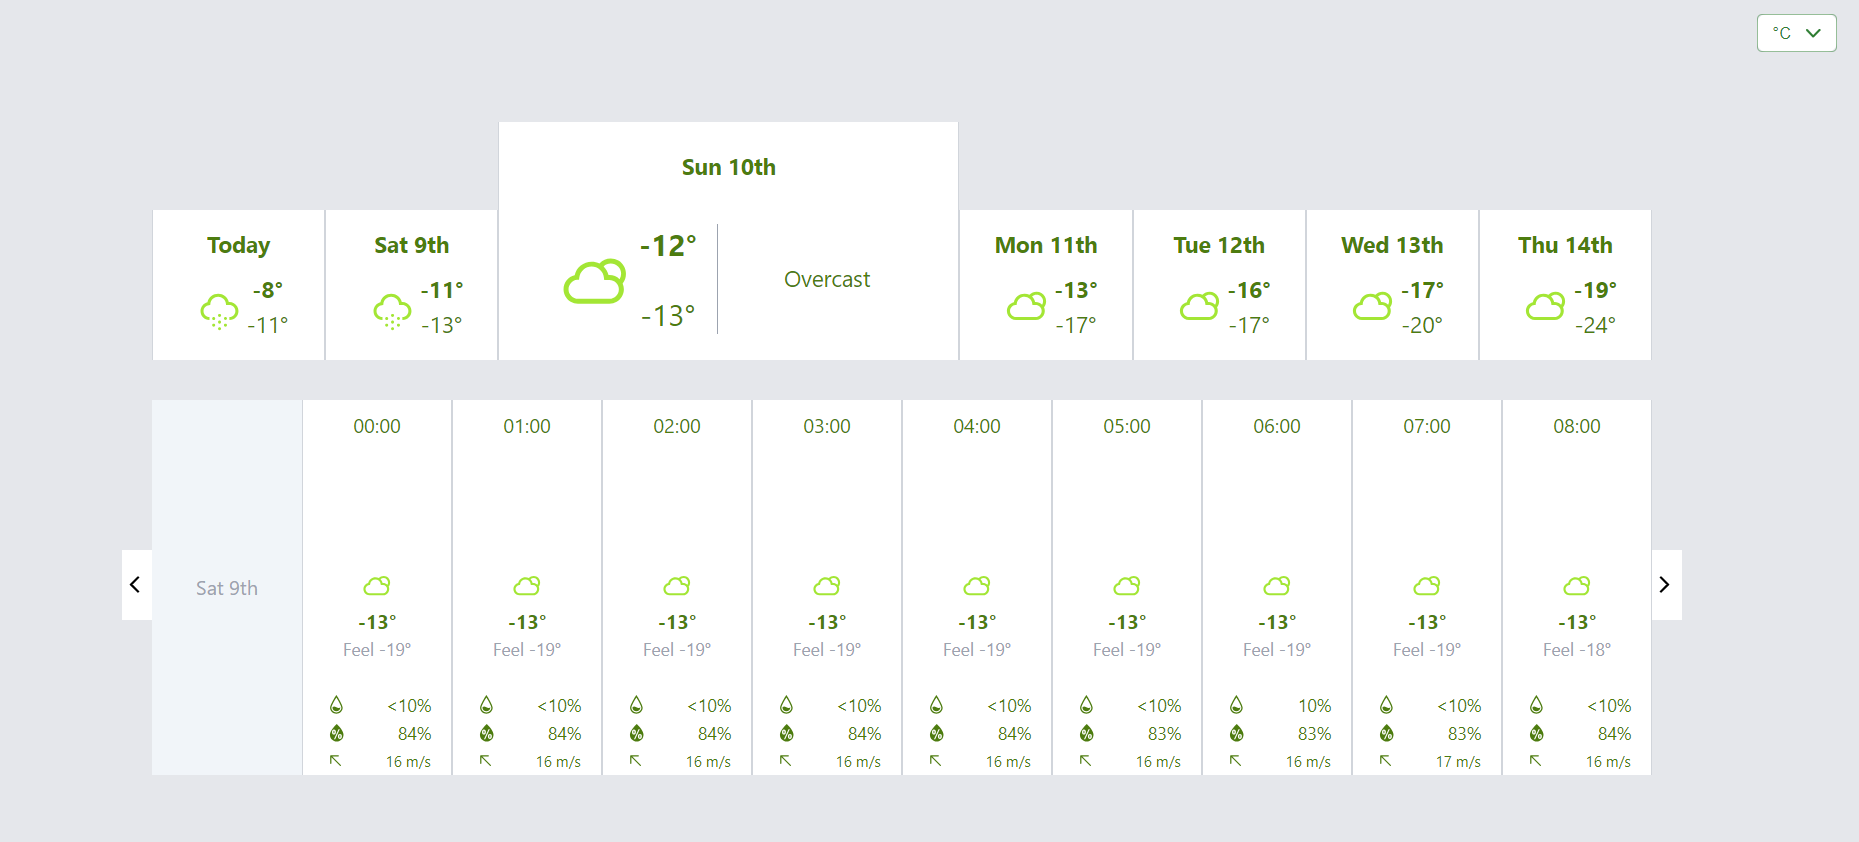 °C
Sun 10th
-12°
-13°
Overcast
Today
-8°
-11°
Sat 9th
-11°
-13°
Mon 11th
-13°
-17°
Tue 12th
-16°
-17°
Wed 13th
-17°
-20°
Thu 14th
-19°
-24°
Sat 9th
00:00
-13°
Feel -19°
<10%
84%
16 m/s
01:00
-13°
Feel -19°
<10%
84%
16 m/s
02:00
-13°
Feel -19°
<10%
84%
16 m/s
03:00
-13°
Feel -19°
<10%
84%
16 m/s
04:00
-13°
Feel -19°
<10%
84%
16 m/s
05:00
-13°
Feel -19°
<10%
83%
16 m/s
06:00
-13°
Feel -19°
10%
83%
16 m/s
07:00
-13°
Feel -19°
<10%
83%
17 m/s
08:00
-13°
Feel -18°
<10%
84%
16 m/s